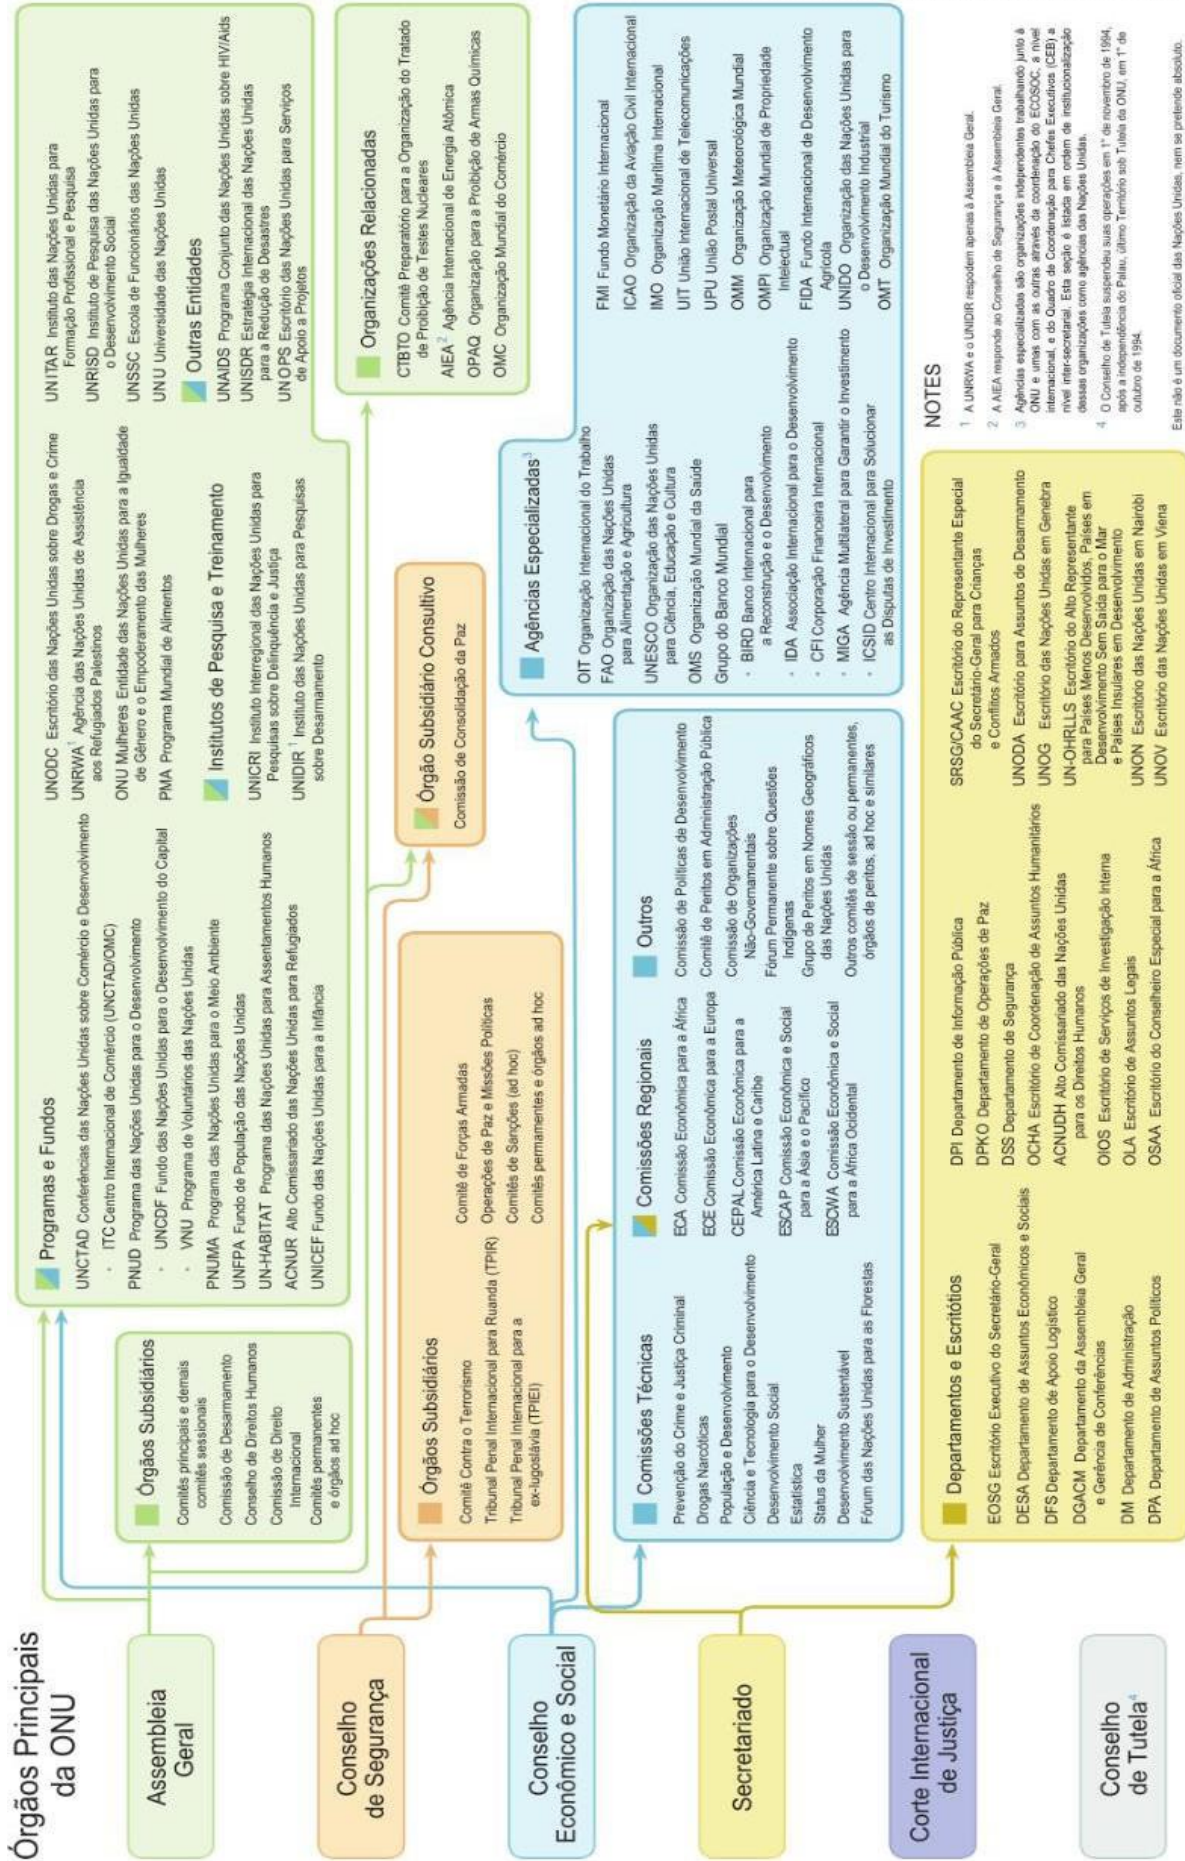 Órgãos Principais
da ONU
Assembleia
Geral
Conselho
de Segurança
Conselho
Econômico e Social
Secretariado
Corte Internacional
de Justiça
Conselho
de Tutela4
Programas e Fundos
UNCTAD Conferências das Nações Unidas sobre Comércio e Desenvolvimento
◦ ITC Centro Internacional de Comércio (UNCTAD/OMC)
PNUD Programa das Nações Unidas para o Desenvolvimento
◦ UNCDF Fundo das Nações Unidas para o Desenvolvimento do Capital
◦ VNU Programa de Voluntários das Nações Unidas
PNUMA Programa das Nações Unidas para o Meio Ambiente
UNFPA Fundo de População das Nações Unidas
UN-HABITAT Programa das Nações Unidas para Assentamentos Humanos
ACNUR Alto Comissariado das Nações Unidas para Refugiados
UNICEF Fundo das Nações Unidas para a Infância
UNODC Escritório das Nações Unidas sobre Drogas e Crime
UNRWA1 Agência das Nações Unidas de Assistência
aos Refugiados Palestinos
ONU Mulheres Entidade das Nações Unidas para a Igualdade
de Gênero e o Empoderamento das Mulheres
PMA Programa Mundial de Alimentos
Institutos de Pesquisa e Treinamento
UNICRI Instituto Interregional das Nações Unidas para
Pesquisas sobre Delinquência e Justiça
UNIDIR1 Instituto das Nações Unidas para Pesquisas
sobre Desarmamento
UNITAR Instituto das Nações Unidas para
Formação Profissional e Pesquisa
UNRISD Instituto de Pesquisa das Nações Unidas para
o Desenvolvimento Social
UNSSC Escola de Funcionários das Nações Unidas
UNU Universidade das Nações Unidas
Outras Entidades
UNAIDS Programa Conjunto das Nações Unidas sobre HIV/Aids
UNISDR Estratégia Internacional das Nações Unidas
para a Redução de Desastres
UNOPS Escritório das Nações Unidas para Serviços
de Apoio a Projetos
Órgãos Subsidiários
Comitês principais e demais
comitês sessionais
Comissão de Desarmamento
Conselho de Direitos Humanos
Comissão de Direito
Internacional
Comitês permanentes
e órgãos ad hoc
Organizações Relacionadas
CTBTO Comitê Preparatório para a Organização do Tratado
de Proibição de Testes Nucleares
AIEA2 Agência Internacional de Energia Atômica
OPAQ Organização para a Proibição de Armas Químicas
OMC Organização Mundial do Comércio
Órgãos Subsidiários
Comitê Contra o Terrorismo
Tribunal Penal Internacional para Ruanda (TPIR)
Tribunal Penal Internacional para a
ex-Iugoslávia (TPIEI)
Comitê de Forças Armadas
Operações de Paz e Missões Políticas
Comitês de Sanções (ad hoc)
Comitês permamentes e órgãos ad hoc
Órgão Subsidiário Consultivo
Comissão de Consolidação da Paz
Comissões Técnicas
Prevenção do Crime e Justiça Criminal
Drogas Narcóticas
População e Desenvolvimento
Ciência e Tecnologia para o Desenvolvimento
Desenvolvimento Social
Estatística
Status da Mulher
Desenvolvimento Sustentável
Fórum das Nações Unidas para as Florestas
Comissões Regionais
ECA Comissão Econômica para a África
ECE Comissão Econômica para a Europa
CEPAL Comissão Econômica para a
América Latina e Caribe
ESCAP Comissão Econômica e Social
para a Ásia e o Pacífico
ESCWA Comissão Econômica e Social
para a África Ocidental
Outros
Comissão de Políticas de Desenvolvimento
Comitê de Peritos em Administração Pública
Comissão de Organizações
Não-Governamentais
Fórum Permanente sobre Questões
Indígenas
Grupo de Peritos em Nomes Geográficos
das Nações Unidas
Outros comitês de sessão ou permanentes,
órgãos de peritos, ad hoc e similares
Agências Especializadas3
OIT Organização Internacional do Trabalho
FAO Organização das Nações Unidas
para Alimentação e Agricultura
UNESCO Organização das Nações Unidas
para Ciência, Educação e Cultura
OMS Organização Mundial da Saúde
Grupo do Banco Mundial
◦ BIRD Banco Internacional para
a Reconstrução e o Desenvolvimento
◦ IDA Associação Internacional para o Desenvolvimento
◦ CFI Corporação Financeira Internacional
◦ MIGA Agência Multilateral para Garantir o Investimento
◦ ICSID Centro Internacional para Solucionar
as Disputas de Investimento
FMI Fundo Monetário Internacional
ICAO Organização da Aviação Civil Internacional
IMO Organização Marítima Internacional
UIT União Internacional de Telecomunicações
UPU União Postal Universal
OMM Organização Meteorológica Mundial
OMPI Organização Mundial de Propriedade
Intelectual
FIDA Fundo Internacional de Desenvolvimento
Agrícola
UNIDO Organização das Nações Unidas para
o Desenvolvimento Industrial
OMT Organização Mundial do Turismo
Departamentos e Escritótios
EOSG Escritório Executivo do Secretário-Geral
DESA Departamento de Assuntos Econômicos e Sociais
DFS Departamento de Apoio Logístico
DGACM Departamento da Assembleia Geral
e Gerência de Conferências
DM Departamento de Administração
DPA Departamento de Assuntos Políticos
DPI Departamento de Informação Pública
DPKO Departamento de Operações de Paz
DSS Departamento de Segurança
OCHA Escritório de Coordenação de Assuntos Humanitários
ACNUDH Alto Comissariado das Nações Unidas
para os Direitos Humanos
OIOS Escritório de Serviços de Investigação Interna
OLA Escritório de Assuntos Legais
OSAA Escritório do Conselheiro Especial para a África
SRSG/CAAC Escritório do Representante Especial
do Secretário-Geral para Crianças
e Conflitos Armados
UNODA Escritório para Assuntos de Desarmamento
UNOG Escritório das Nações Unidas em Genebra
UN-OHRLLS Escritório do Alto Representante
para Países Menos Desenvolvidos, Países em
Desenvolvimento Sem Saída para o Mar
e Países Insulares em Desenvolvimento
UNON Escritório das Nações Unidas em Nairóbi
UNOV Escritório das Nações Unidas em Viena
NOTES
1 A UNRWA e o UNIDIR respodem apenas à Assembleia Geral.
2 A AIEA responde ao Conselho de Segurança e à Assembleia Geral.
3 Agências especializadas são organizações independentes trabalhando junto à
ONU e umas com as outras através da coordenação do ECOSOC, a nível
internacional, e do Quadro de Coordenação para Chefes Executivos (CEB) a
nível inter-secretarial. Esta seção é listada em ordem de institucionalização
dessas organizações como agências das Nações Unidas.
4 O Conselho de Tutela suspendeu suas operações em 1° de novembro de 1994,
após a independência do Palau, último Território sob Tutela da ONU, em 1° de
outubro de 1994.
Este não é um documento oficial das Nações Unidas, nem se pretende absoluto.